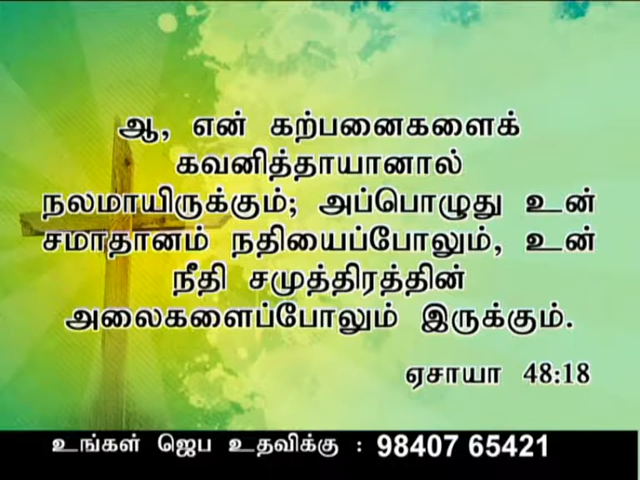 ஆ, என் கற்பனைகளைக்
கவனித்தாயானால்
நலமாயிருக்கும்; அப்பொழுது உன்
சமாதானம் நதியைப்போலும், உன்
நீதி சமுத்திரத்தின்
அலைகளைப்போலும் இருக்கும்.
ஏசாயா 48:18
உங்கள் ஜெப உதவிக்கு : 98407 65421